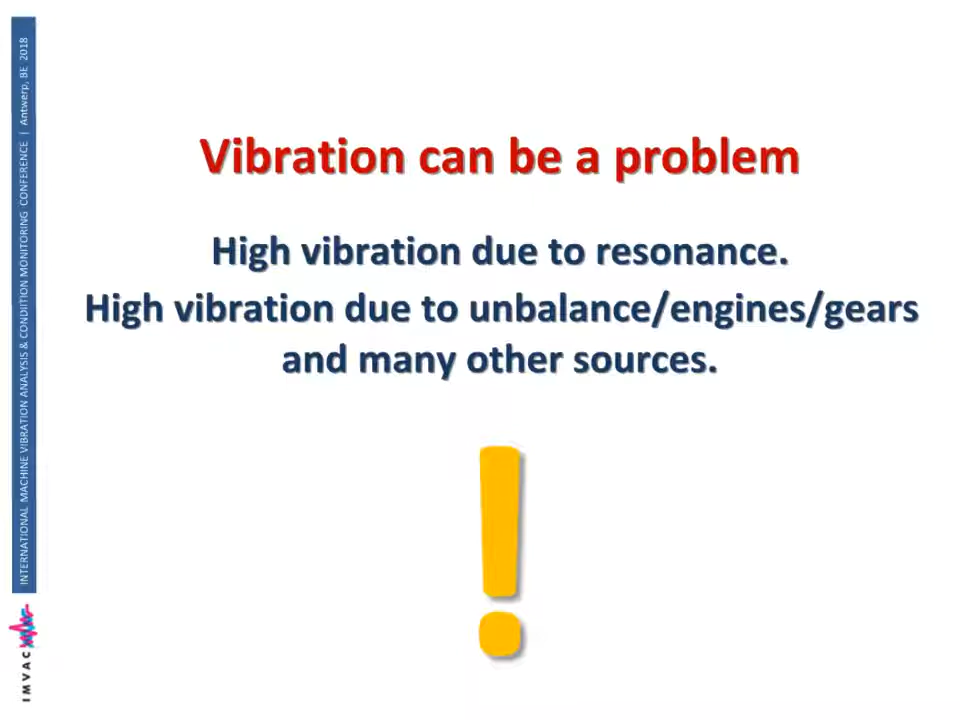 Vibration can be a problem
High vibration due to resonance.
High vibration due to unbalance/engines/gears
and many other sources.
!
INTERNATIONAL MACHINE VIBRATION ANALYSIS & CONDITION MONITORING CONFERENCE | Antwerp, BE 2018
IMVAC